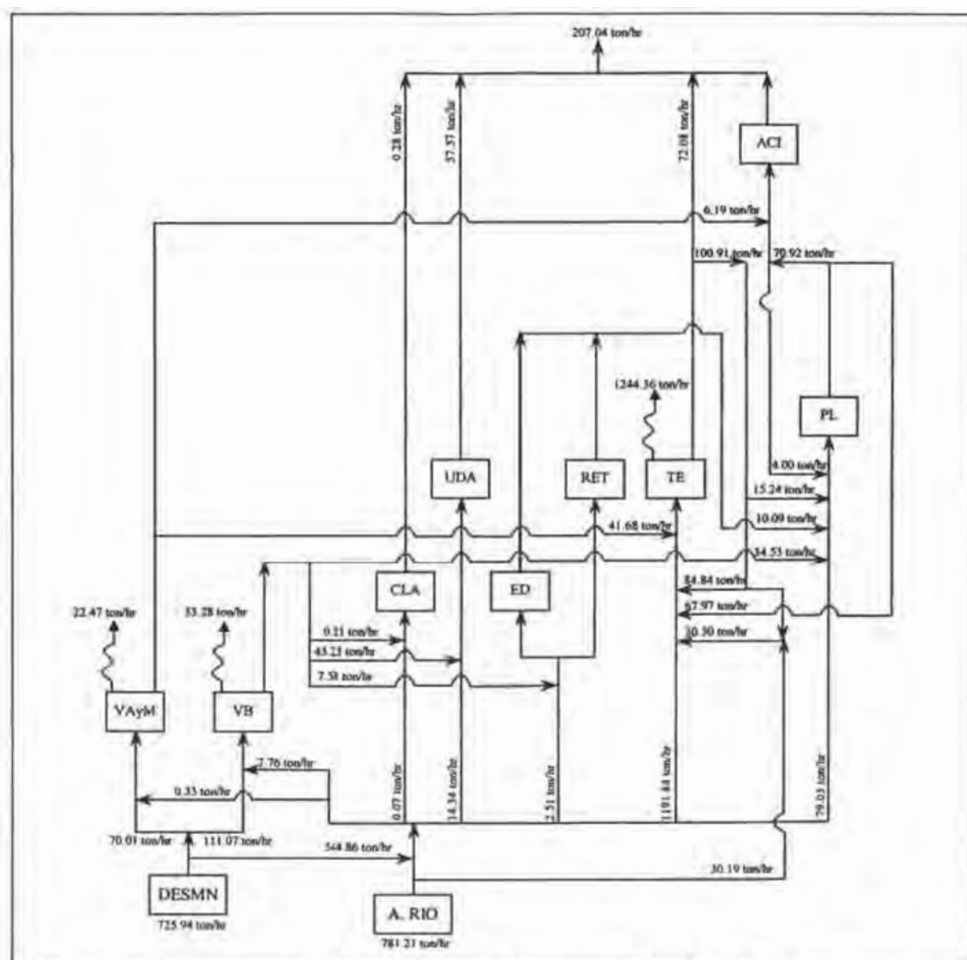 207.04 ton/hr
0.28 ton/hr
57.57 ton/hr
72.08 ton/hr
ACI
6.19 ton/hr
100.91 ton/hr
70.92 ton/hr
1244.36 ton/hr
PL
UDA
RET
TE
4.00 ton/hr
15.24 ton/hr
10.09 ton/hr
41.68 ton/hr
34.53 ton/hr
CLA
ED
84.84 ton/hr
22.47 ton/hr
33.28 ton/hr
67.97 ton/hr
0.21 ton/hr
30.30 ton/hr
43.23 ton/hr
7.58 ton/hr
VAyM
VB
7.76 ton/hr
0.33 ton/hr
0.07 ton/hr
14.34 ton/hr
2.51 ton/hr
1191.44 ton/hr
79.03 ton/hr
70.01 ton/hr
111.07 ton/hr
544.86 ton/hr
30.19 ton/hr
DESMN
A. RIO
725.94 ton/hr
781.21 ton/hr